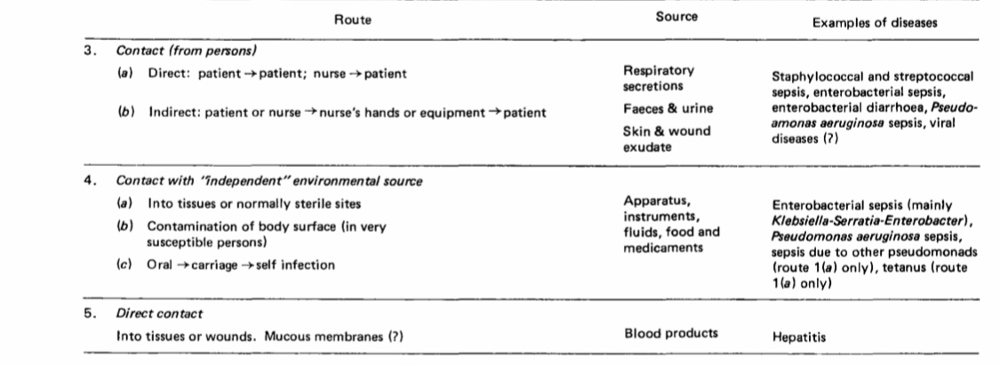 Route Source Examples of diseases
3. Contact (from persons)
(a) Direct: patient → patient; nurse → patient
(b) Indirect: patient or nurse → nurse's hands or equipment → patient
Respiratory
secretions
Faeces & urine
Skin & wound
exudate
Staphylococcal and streptococcal
sepsis, enterobacterial sepsis,
enterobacterial diarrhoea, Pseudo-
amonas aeruginosa sepsis, viral
diseases (?)
4. Contact with "independent" environmental source
(a) Into tissues or normally sterile sites
(b) Contamination of body surface (in very
susceptible persons)
(c) Oral → carriage → self infection
Apparatus,
instruments,
fluids, food and
medicaments
Enterobacterial sepsis (mainly
Klebsiella-Serratia-Enterobacter),
Pseudomonas aeruginosa sepsis,
sepsis due to other pseudomonads
(route 1(a) only), tetanus (route
1(a) only)
5. Direct contact
Into tissues or wounds. Mucous membranes (?)
Blood products
Hepatitis